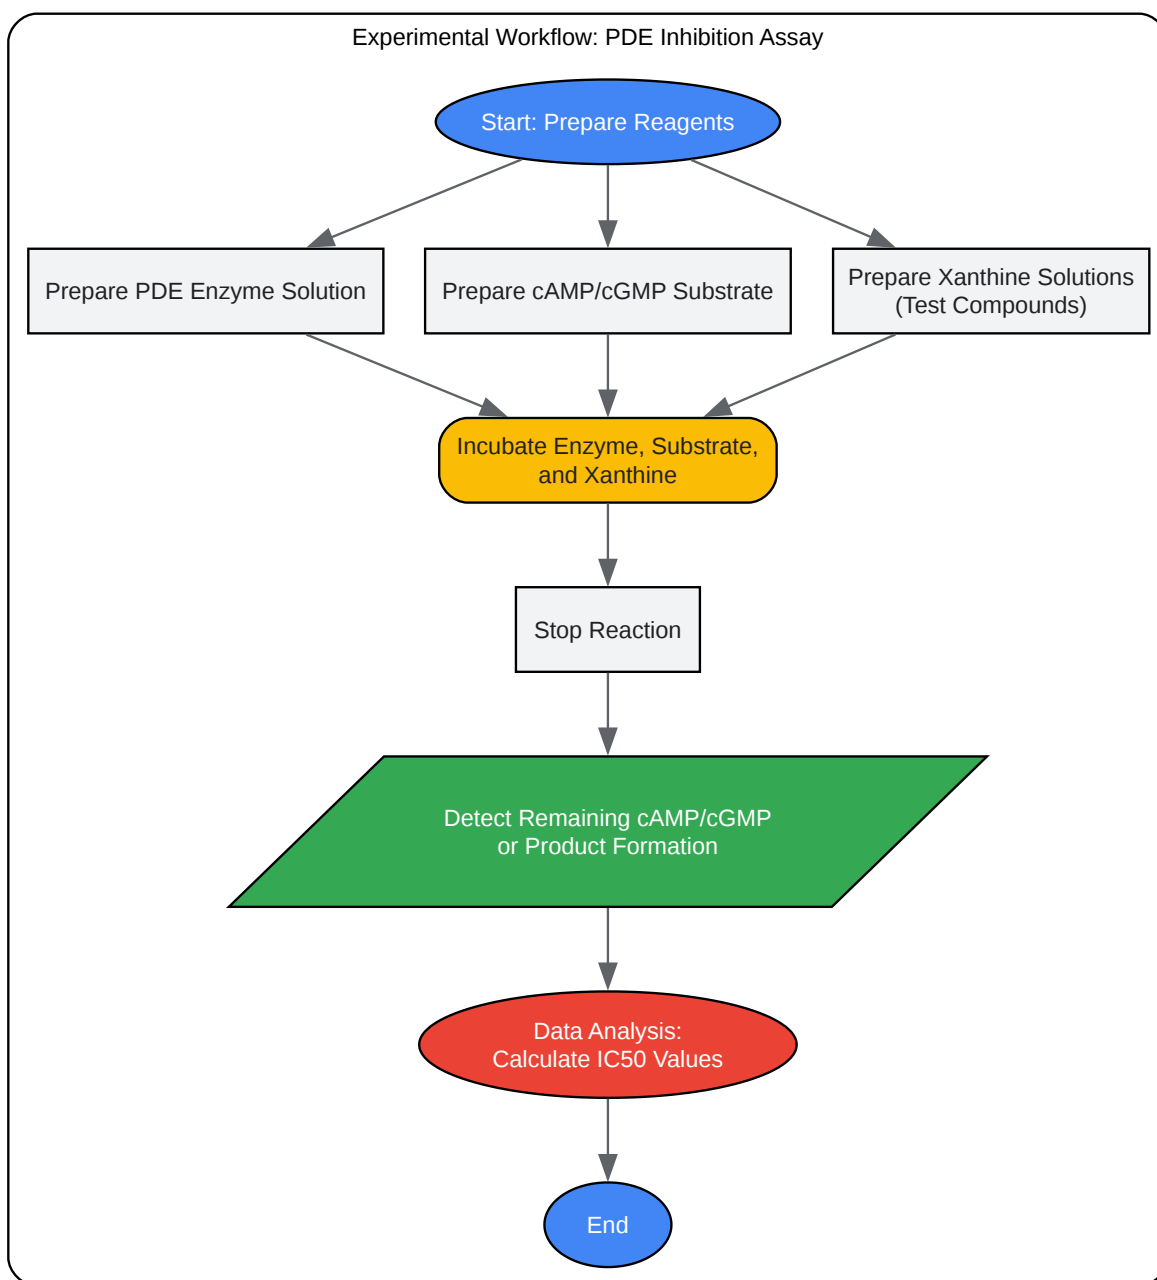 Experimental Workflow: PDE Inhibition Assay
Start: Prepare Reagents
Prepare PDE Enzyme Solution
Prepare cAMP/cGMP Substrate
Prepare Xanthine Solutions
(Test Compounds)
Incubate Enzyme, Substrate,
and Xanthine
Stop Reaction
Detect Remaining cAMP/cGMP
or Product Formation
Data Analysis:
Calculate IC50 Values
End